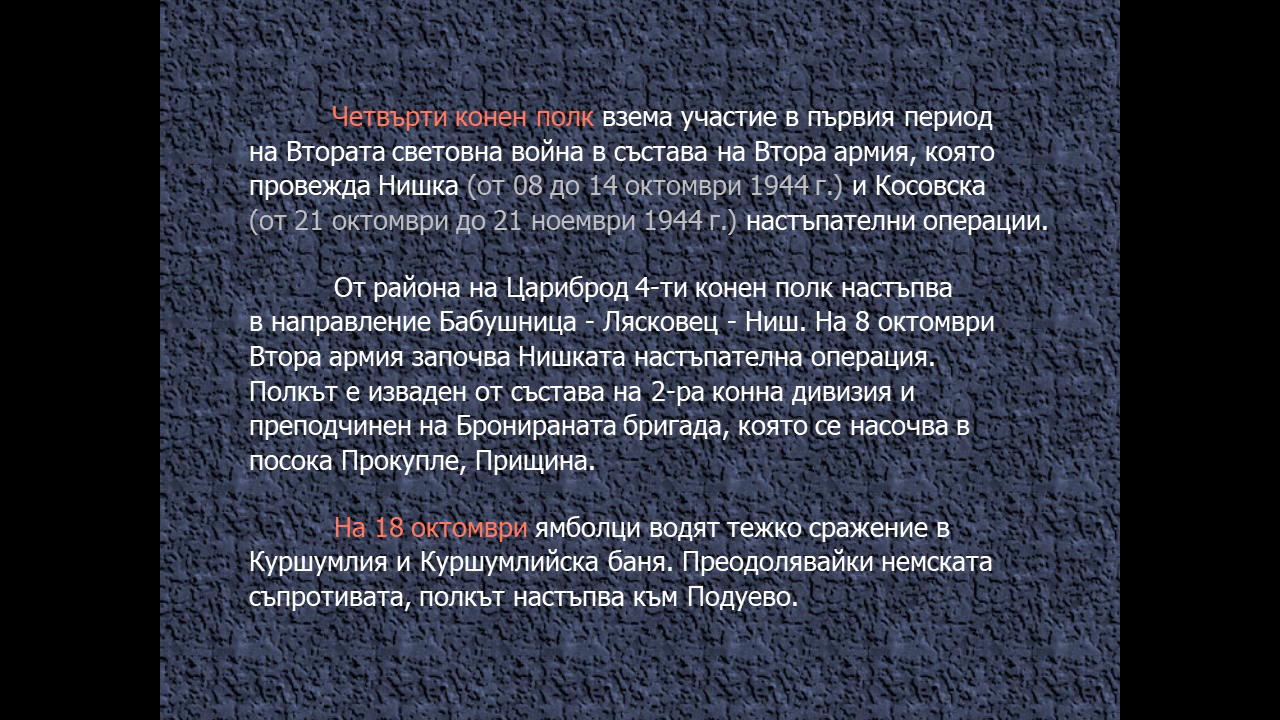 Четвърти конен полк взема участие в първия период
на Втората световна война в състава на Втора армия, която
провежда Нишка (от 08 до 14 октомври 1944 г.) и Косовска
(от 21 октомври до 21 ноември 1944 г.) настъпателни операции.
От района на Цариброд 4-ти конен полк настъпва
в направление Бабушница - Лясковец - Ниш. На 8 октомври
Втора армия започва Нишката настъпателна операция.
Полкът е изваден от състава на 2-ра конна дивизия и
преподчинен на Бронираната бригада, която се насочва в
посока Прокупле, Прищина.
На 18 октомври ямболци водят тежко сражение в
Куршумлия и Куршумлийска баня. Преодолявайки немската
съпротивата, полкът настъпва към Подуево.